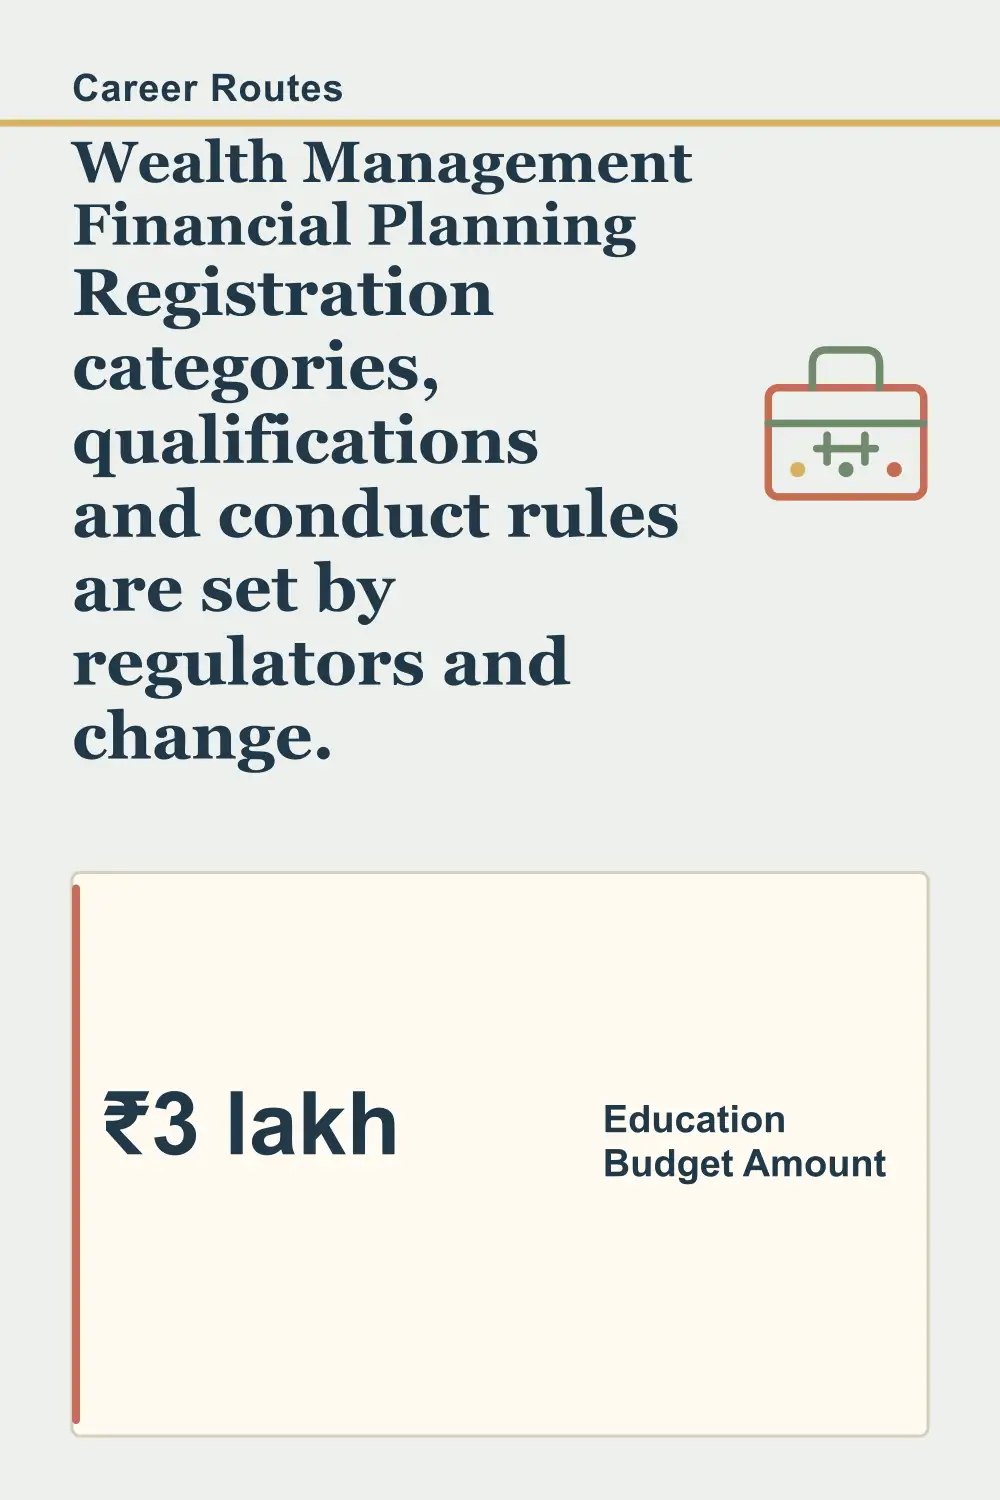 Career Routes
Wealth Management
Financial Planning
Registration
categories,
qualifications
and conduct rules
are set by
regulators and
change.
₹3 lakh
Education
Budget Amount